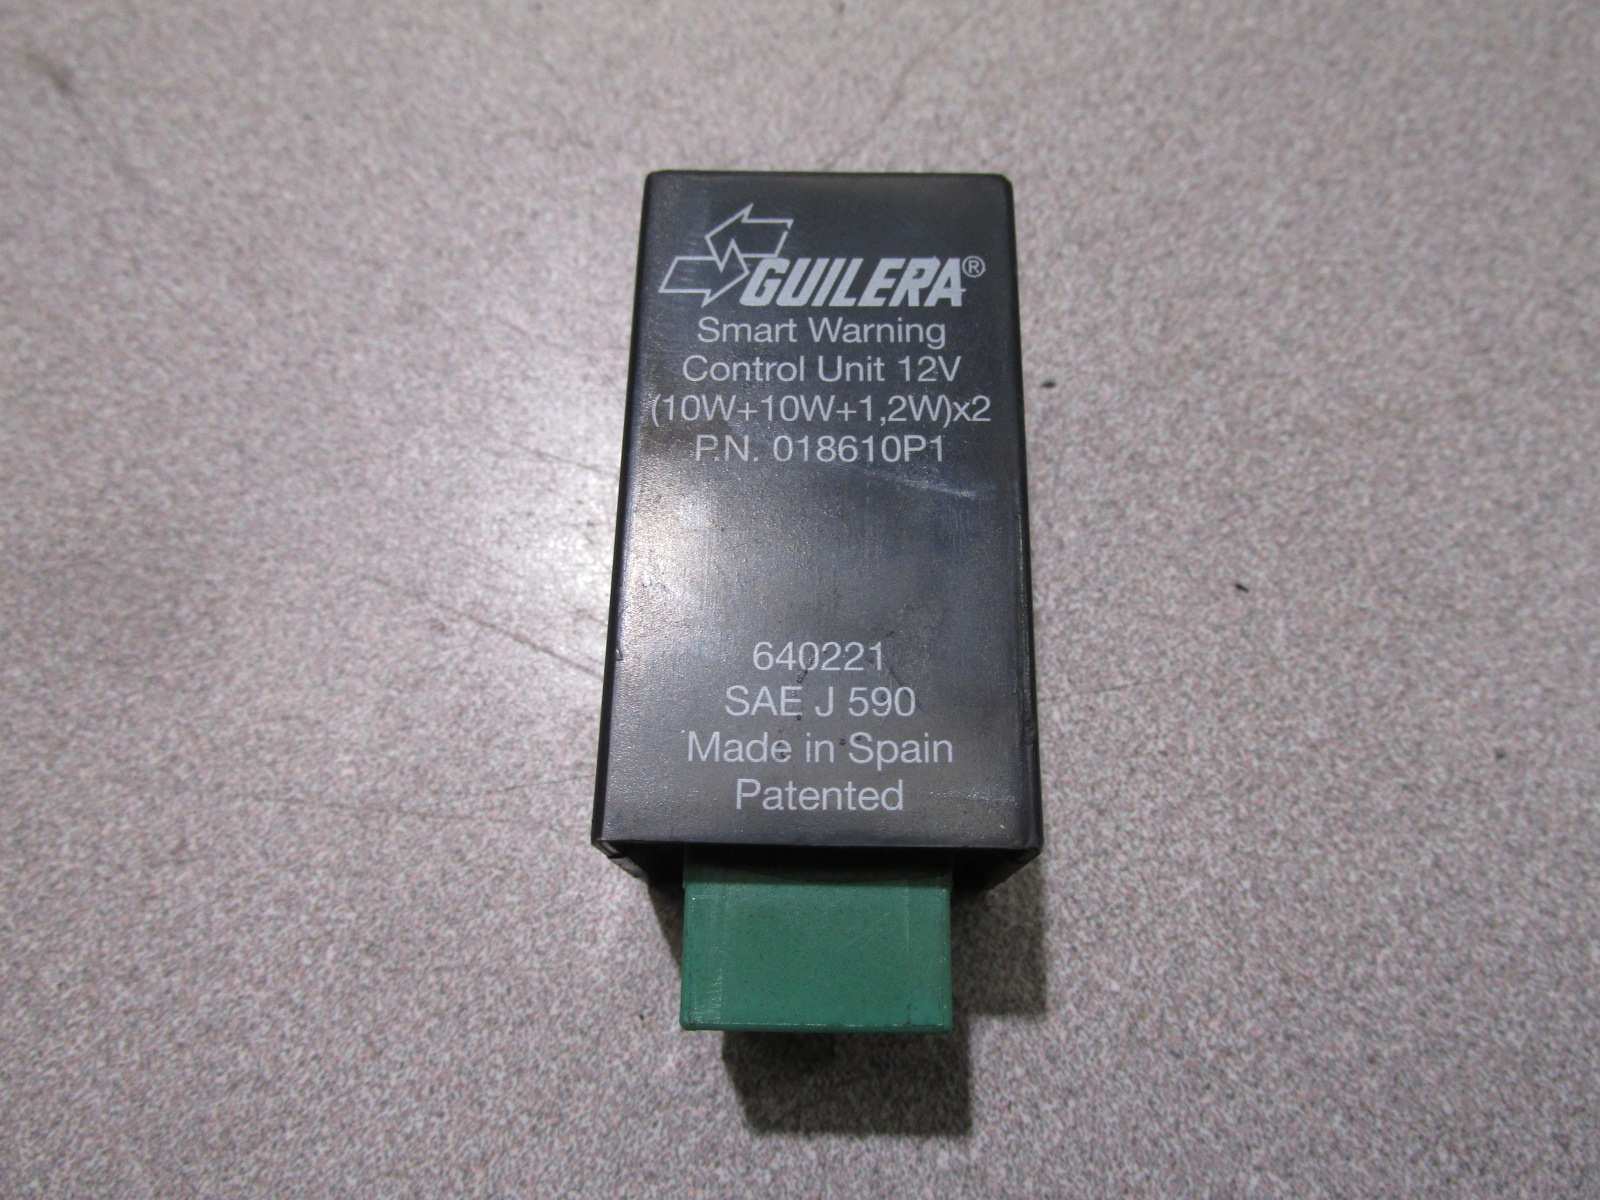 GUILERA®
Smart Warning
Control Unit 12V
(10W+10W+1,2W)x2
P.N. 018610P1
640221
SAE J 590
Made in Spain
Patented